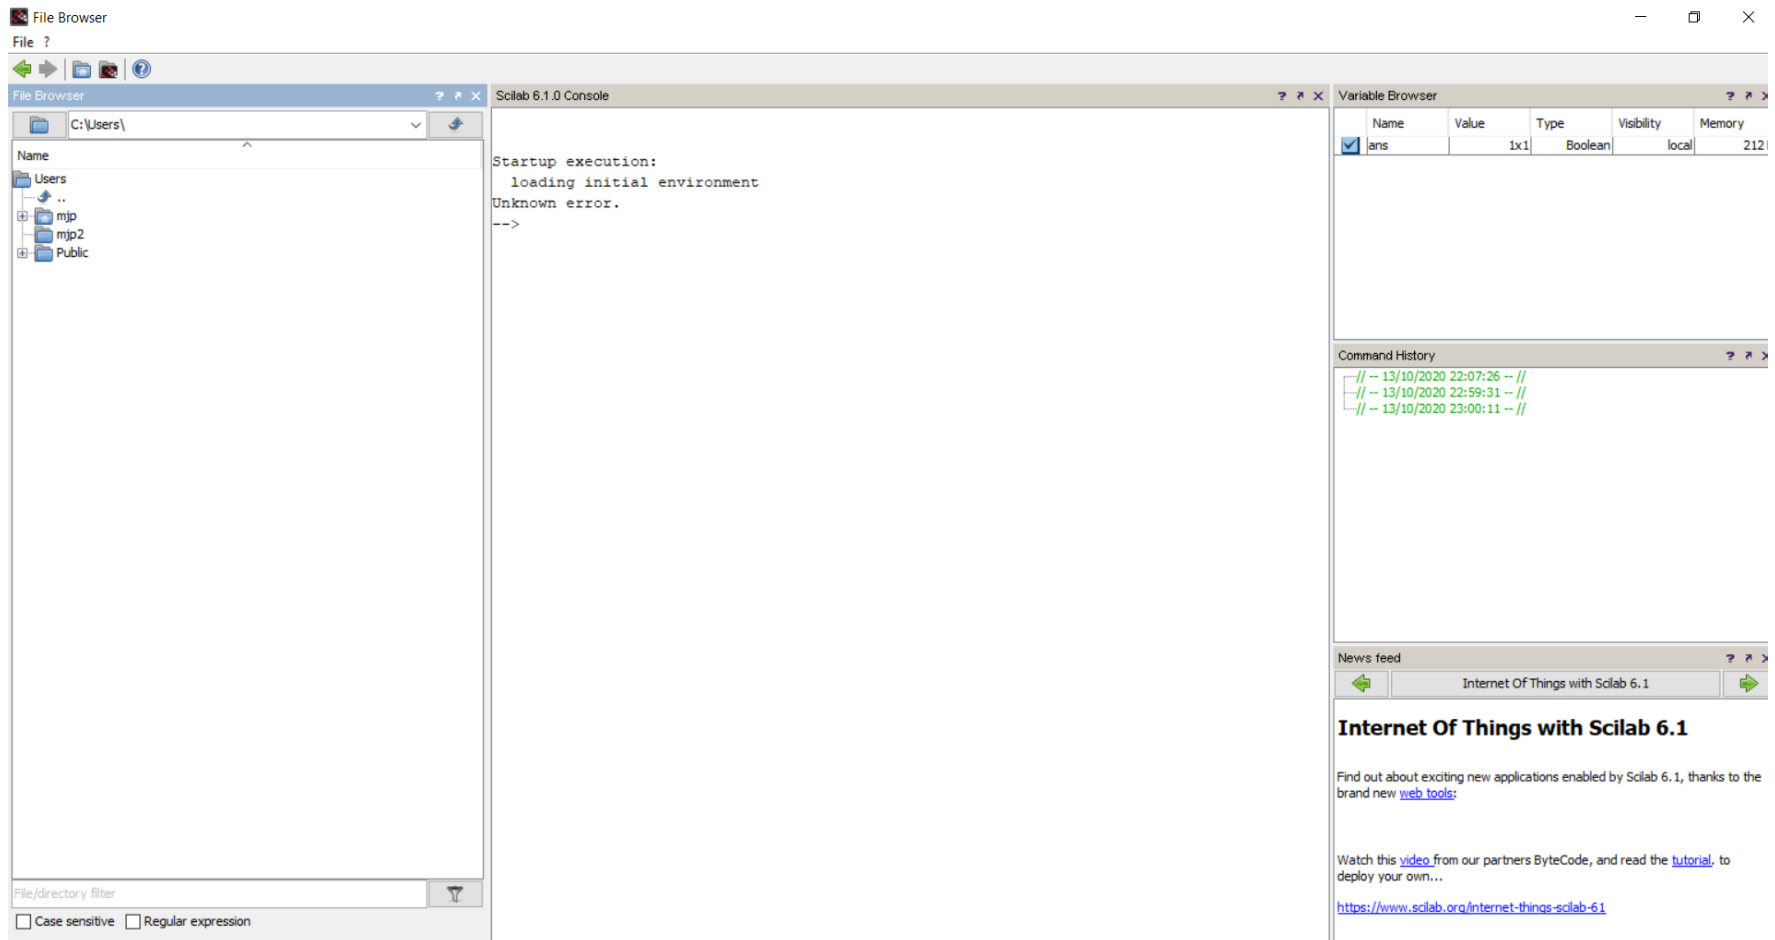 File Browser
File ?
File Browser ? 
C:\Users\
Name
Users
..
mjp
mjp2
Public
File/directory filter
Case sensitive Regular expression
Scilab 6.1.0 Console ?
Startup execution:
loading initial environment
Unknown error.
-->
Variable Browser ?
Name Value Type Visibility Memory
ans 1x1 Boolean local 212
Command History ?
// -- 13/10/2020 22:07:26 -- //
// -- 13/10/2020 22:59:31 -- //
// -- 13/10/2020 23:00:11 -- //
News feed ?
Internet Of Things with Scilab 6.1
Internet Of Things with Scilab 6.1
Find out about exciting new applications enabled by Scilab 6.1, thanks to the
brand new web tools:
Watch this video from our partners ByteCode, and read the tutorial, to
deploy your own...
https://www.scilab.org/internet-things-scilab-61